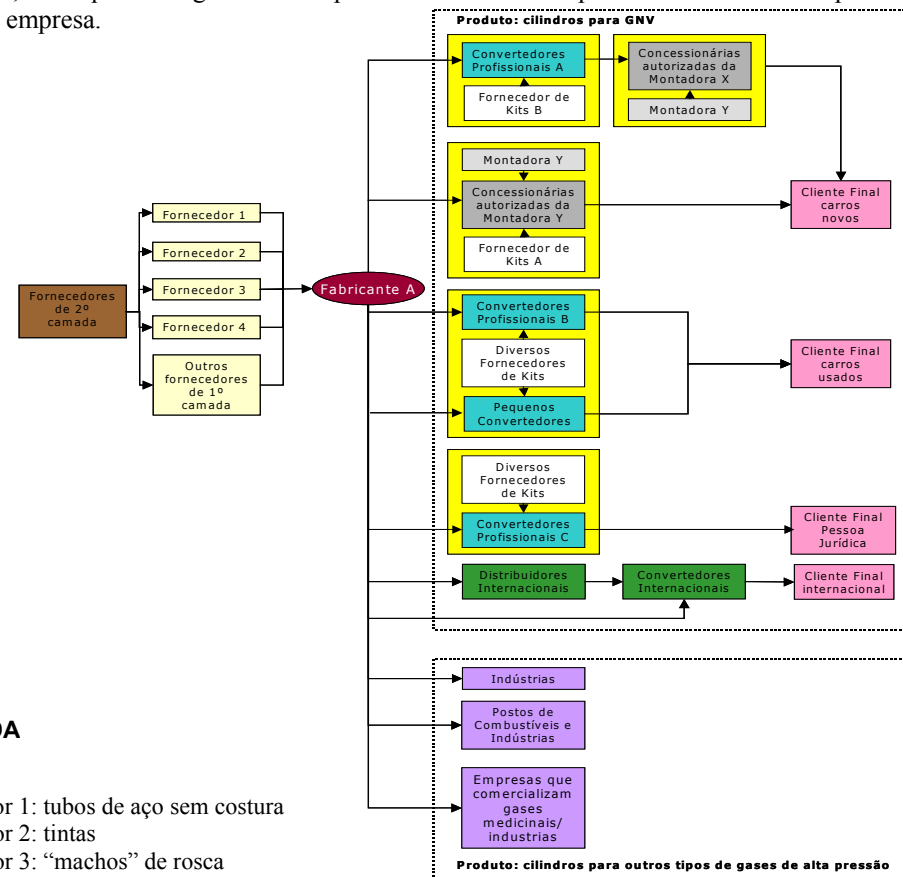 empresa.
Produto: cilindros para GNV
Convertedores
Profissionais A
Fornecedor de
Kits B
Concessionárias
autorizadas da
Montadora X
Montadora Y
Montadora Y
Concessionárias
autorizadas da
Montadora Y
Fornecedor de
Kits A
Cliente Final
carros
novos
Fornecedores
de 2º
camada
Fornecedor 1
Fornecedor 2
Fornecedor 3
Fornecedor 4
Outros
fornecedores
de 1º
camada
Fabricante A
Convertedores
Profissionais B
Diversos
Fornecedores
de Kits
Pequenos
Convertedores
Cliente Final
carros
usados
Diversos
Fornecedores
de Kits
Convertedores
Profissionais C
Cliente Final
Pessoa
Jurídica
Distribuidores
Internacionais
Convertedores
Internacionais
Cliente Final
internacional
Indústrias
Postos de
Combustíveis e
Indústrias
Empresas que
comercializam
gases
medicinais/
industrias
Produto: cilindros para outros tipos de gases de alta pressão
DA
or 1: tubos de aço sem costura
or 2: tintas
or 3: “machos” de rosca